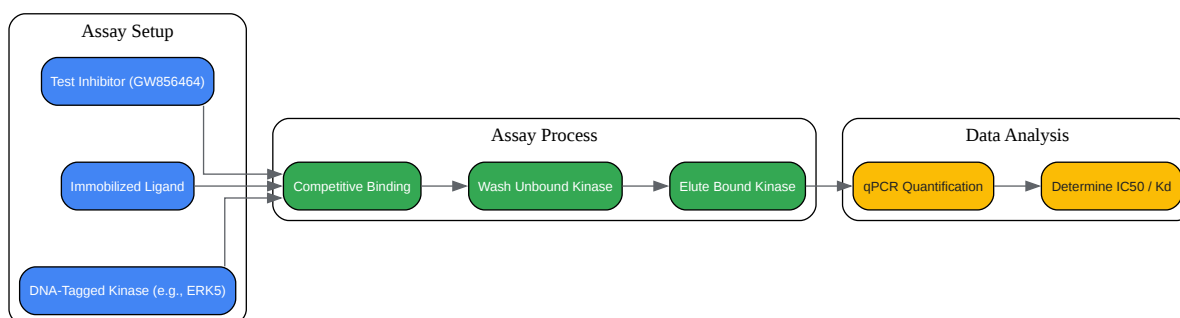 Assay Setup
Test Inhibitor (GW856464)
Immobilized Ligand
DNA-Tagged Kinase (e.g., ERK5)
Assay Process
Competitive Binding
Wash Unbound Kinase
Elute Bound Kinase
Data Analysis
qPCR Quantification
Determine IC50 / Kd